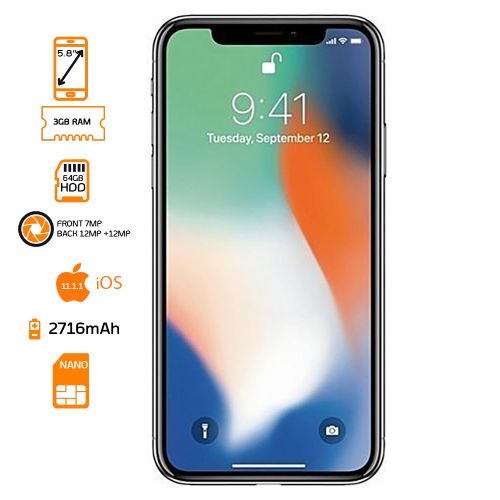 5.8"
3GB RAM
64GB
HDD
FRONT 7MP
BACK 12MP +12MP
11.1.1
iOS
2716mAh
NANO
9:41
Tuesday, September 12